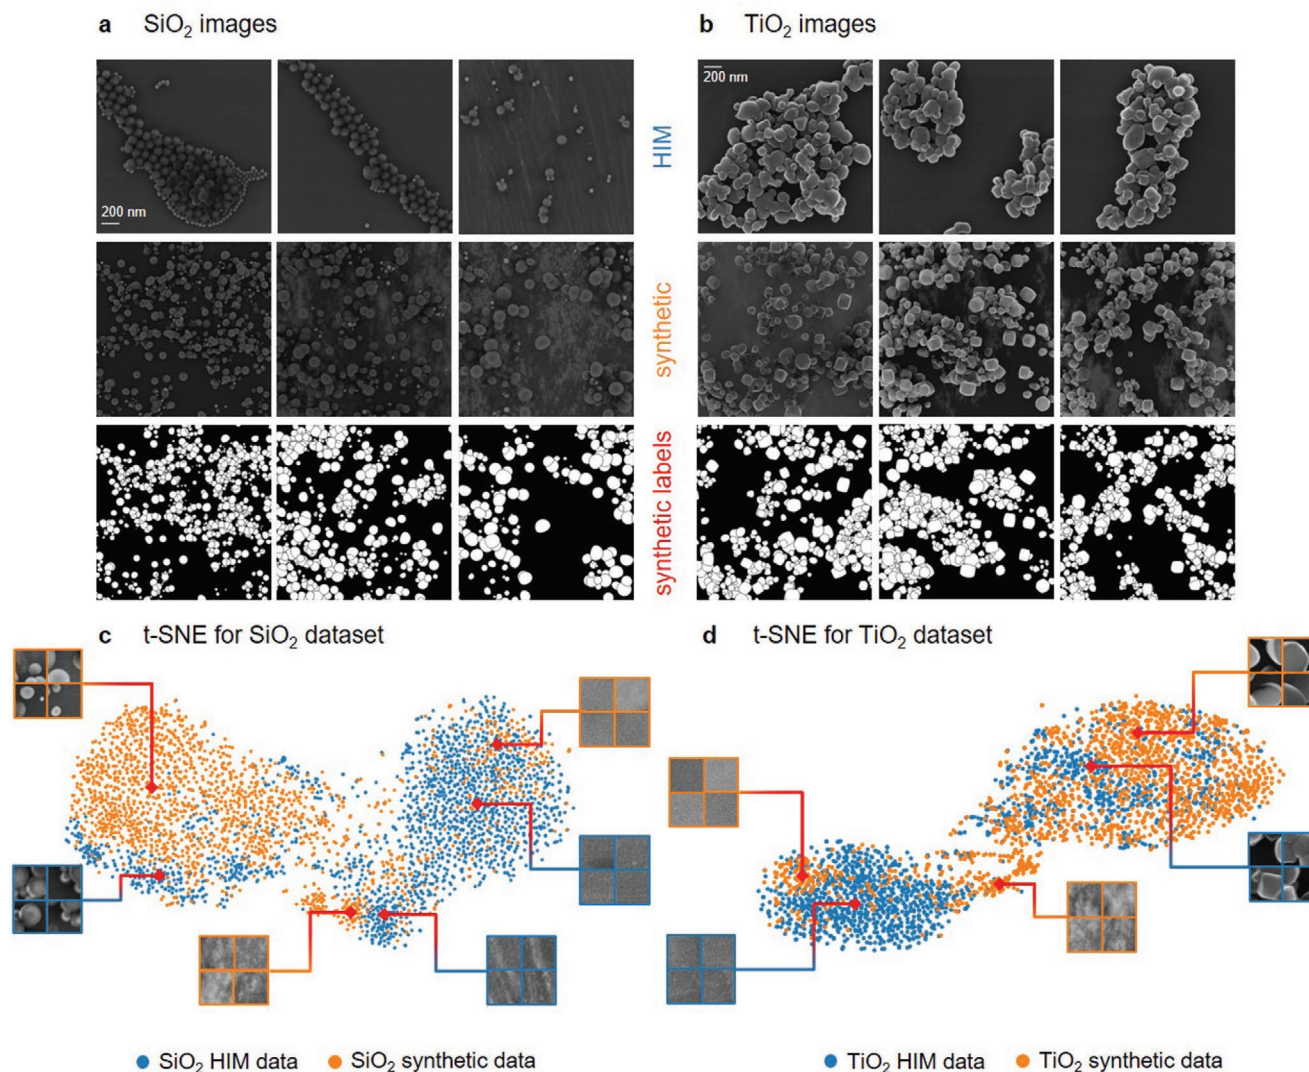 a SiO₂ images
b TiO₂ images
200 nm
200 nm
HIM
synthetic
synthetic labels
c t-SNE for SiO₂ dataset
d t-SNE for TiO₂ dataset
SiO₂ HIM data
SiO₂ synthetic data
TiO₂ HIM data
TiO₂ synthetic data